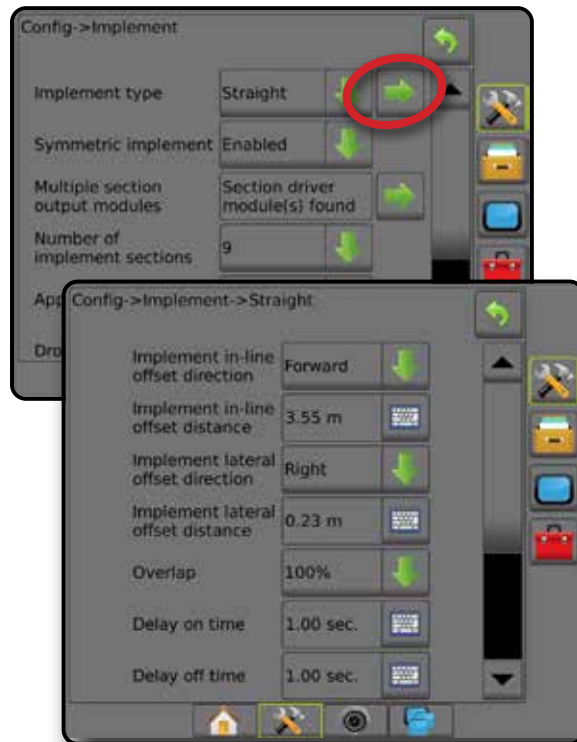 Config->Implement
Implement type Straight
Symmetric implement Enabled
Multiple section Section driver
output modules module(s) found
Number of
implement sections 9
App
Dro
Config->Implement->Straight
Implement in-line
offset direction Forward
Implement in-line
offset distance 3.55 m
Implement lateral
offset direction Right
Implement lateral
offset distance 0.23 m
Overlap 100%
Delay on time 1.00 sec.
Delay off time 1.00 sec.